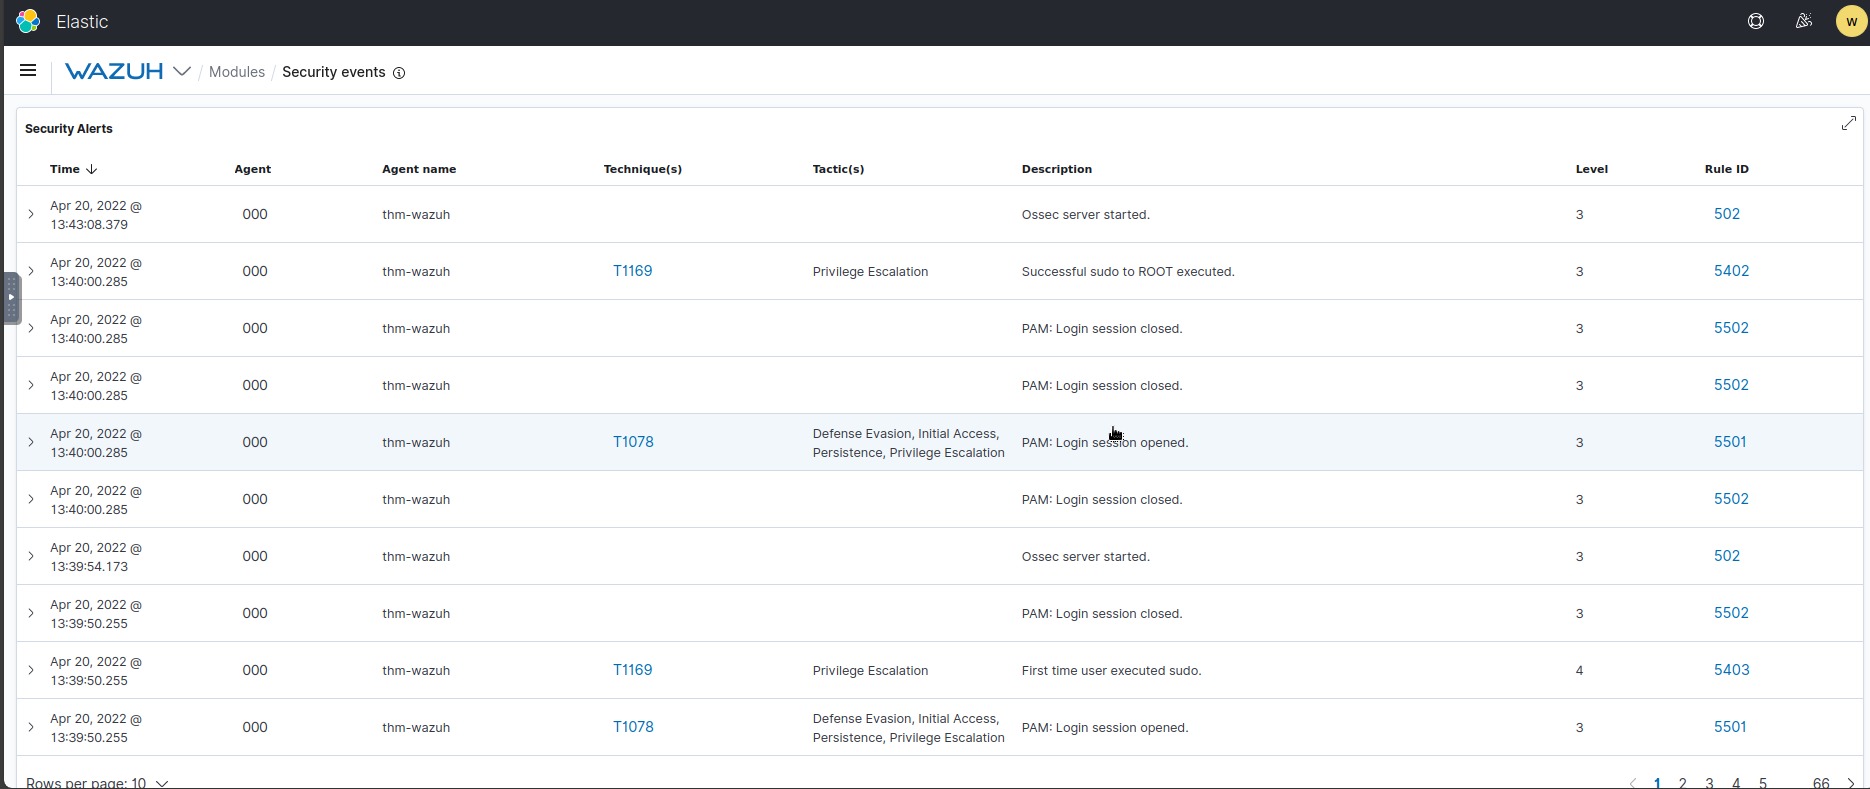 Elastic
W
WAZUH / Modules / Security events
Security Alerts
Time Agent Agent name Technique(s) Tactic(s) Description Level Rule ID
Apr 20, 2022 @
13:43:08.379 000 thm-wazuh Ossec server started. 3 502
Apr 20, 2022 @
13:40:00.285 000 thm-wazuh T1169 Privilege Escalation Successful sudo to ROOT executed. 3 5402
Apr 20, 2022 @
13:40:00.285 000 thm-wazuh PAM: Login session closed. 3 5502
Apr 20, 2022 @
13:40:00.285 000 thm-wazuh PAM: Login session closed. 3 5502
Apr 20, 2022 @ Defense Evasion, Initial Access,
13:40:00.285 000 thm-wazuh T1078 Persistence, Privilege Escalation PAM: Login session opened. 3 5501
Apr 20, 2022 @
13:40:00.285 000 thm-wazuh PAM: Login session closed. 3 5502
Apr 20, 2022 @
13:39:54.173 000 thm-wazuh Ossec server started. 3 502
Apr 20, 2022 @
13:39:50.255 000 thm-wazuh PAM: Login session closed. 3 5502
Apr 20, 2022 @
13:39:50.255 000 thm-wazuh T1169 Privilege Escalation First time user executed sudo. 4 5403
Apr 20, 2022 @ Defense Evasion, Initial Access,
13:39:50.255 000 thm-wazuh T1078 Persistence, Privilege Escalation PAM: Login session opened. 3 5501
Rows per page: 10 1 2 3 4 5 66